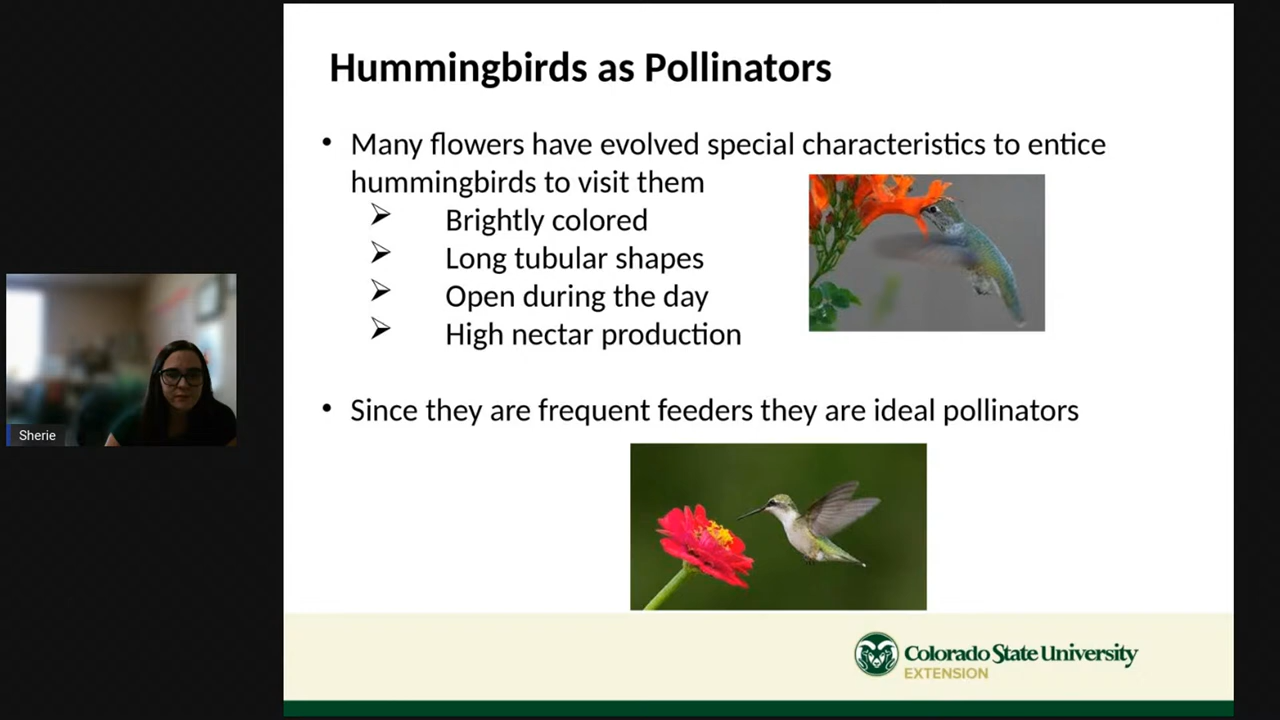 Hummingbirds as Pollinators
• Many flowers have evolved special characteristics to entice
hummingbirds to visit them
➢ Brightly colored
➢ Long tubular shapes
➢ Open during the day
➢ High nectar production
• Since they are frequent feeders they are ideal pollinators
Sherie
Colorado State University
EXTENSION